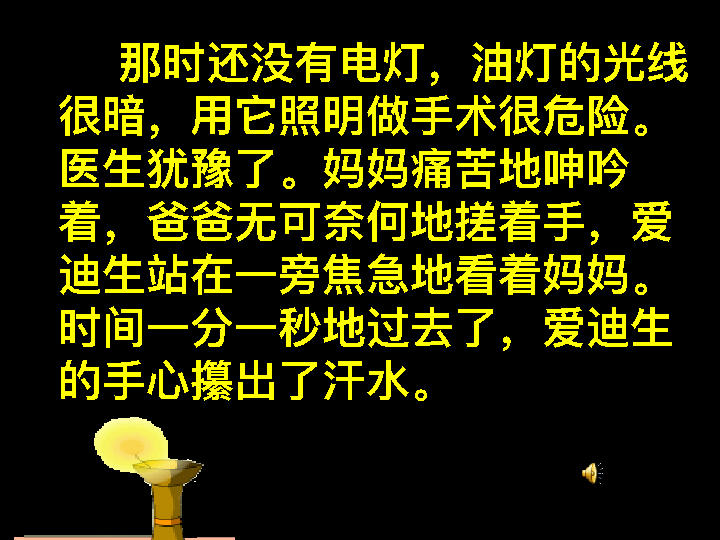 那时还没有电灯，油灯的光线
很暗，用它照明做手术很危险。
医生犹豫了。妈妈痛苦地呻吟
着，爸爸无可奈何地搓着手，爱
迪生站在一旁焦急地看着妈妈。
时间一分一秒地过去了，爱迪生
的手心攥出了汗水。